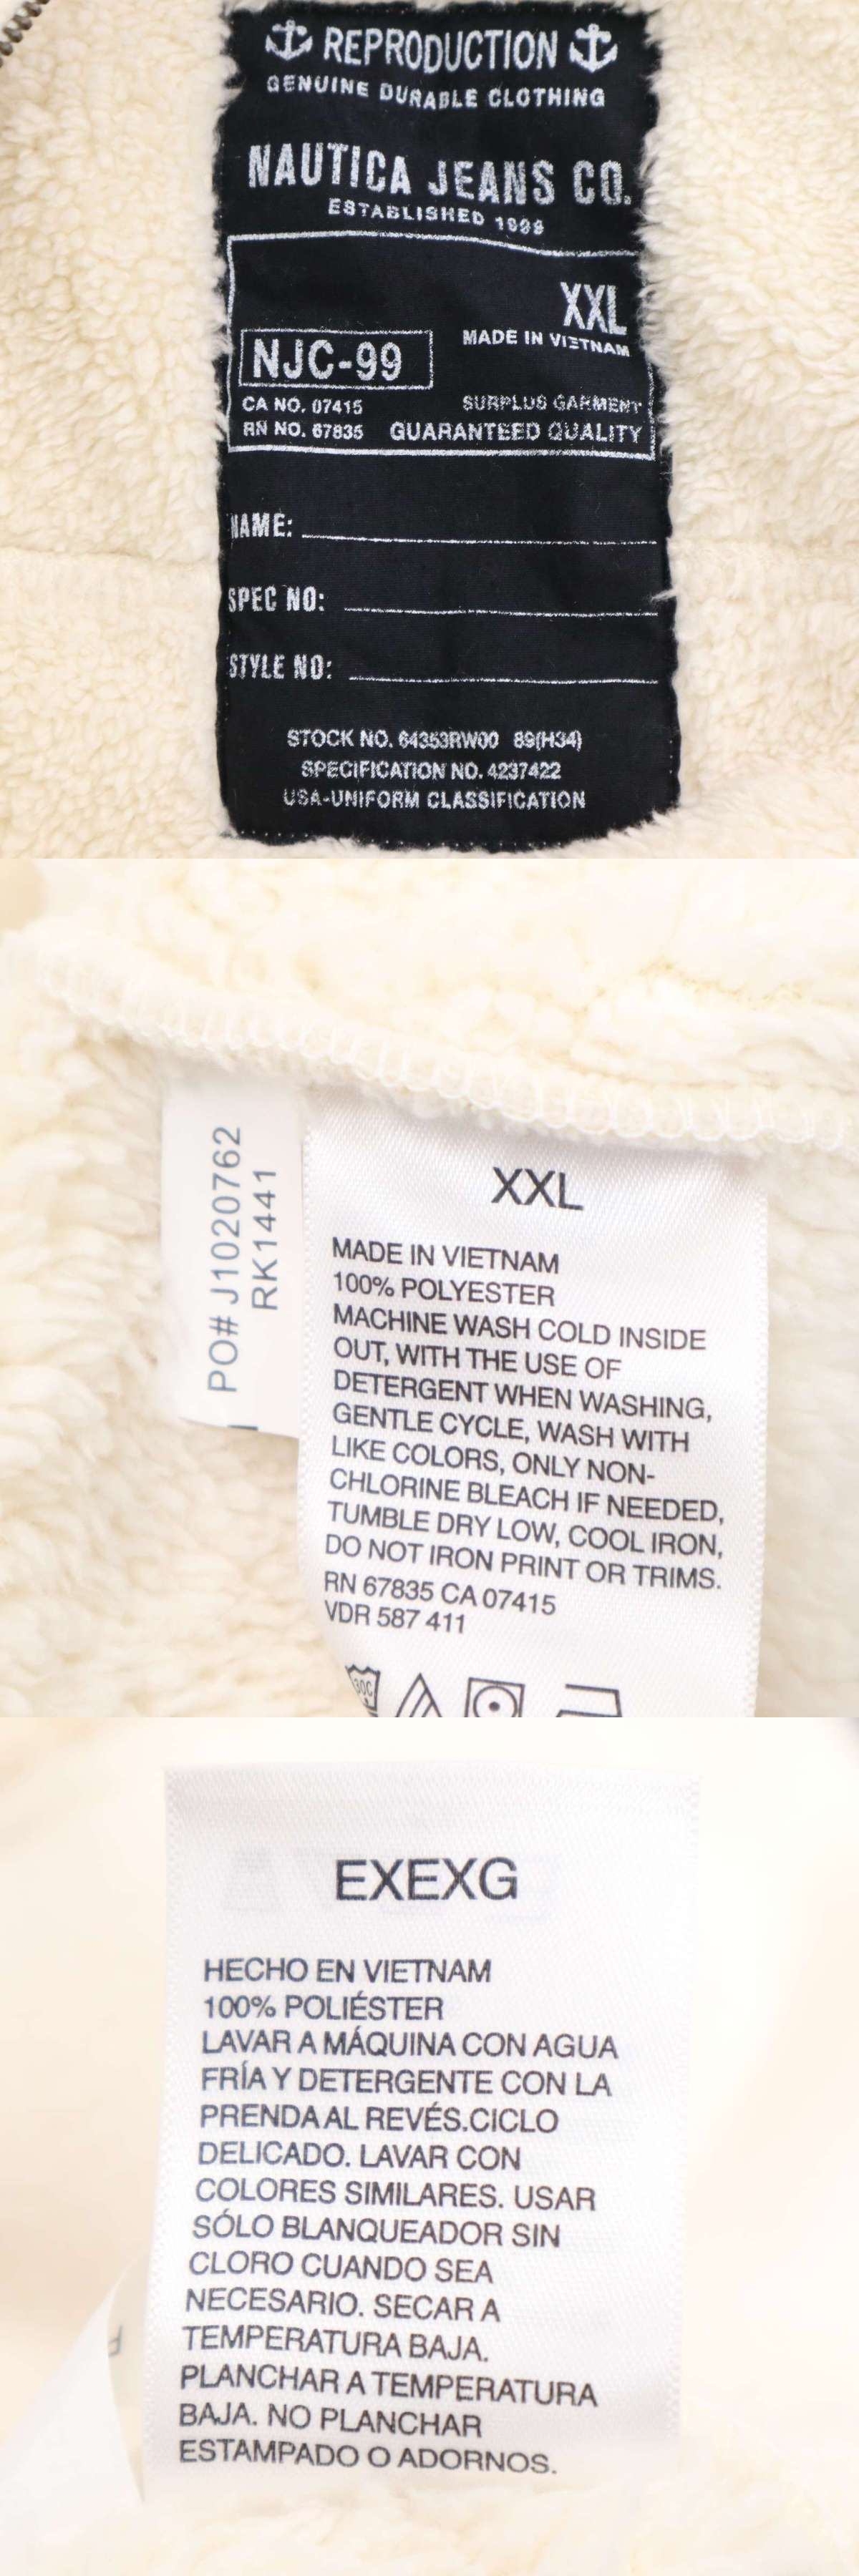 REPRODUCTION
GENUINE DURABLE CLOTHING
NAUTICA JEANS CO.
ESTABLISHED 1999
XXL
MADE IN VIETNAM
NJC-99
CA NO. 07415
SURPLUS GARMENT
RN NO. 67835
GUARANTEED QUALITY
NAME:
SPEC NO:
STYLE NO:
STOCK NO. 64353RW00 89(H34)
SPECIFICATION NO. 4237422
USA-UNIFORM CLASSIFICATION
PO# J1020762
RK1441
XXL
MADE IN VIETNAM
100% POLYESTER
MACHINE WASH COLD INSIDE
OUT, WITH THE USE OF
DETERGENT WHEN WASHING,
GENTLE CYCLE, WASH WITH
LIKE COLORS, ONLY NON-
CHLORINE BLEACH IF NEEDED,
TUMBLE DRY LOW, COOL IRON,
DO NOT IRON PRINT OR TRIMS.
RN 67835 CA 07415
VDR 587 411
30C
EXEXG
HECHO EN VIETNAM
100% POLIÉSTER
LAVAR A MÁQUINA CON AGUA
FRÍA Y DETERGENTE CON LA
PRENDA AL REVÉS.CICLO
DELICADO. LAVAR CON
COLORES SIMILARES. USAR
SÓLO BLANQUEADOR SIN
CLORO CUANDO SEA
NECESARIO. SECAR A
TEMPERATURA BAJA.
PLANCHAR A TEMPERATURA
BAJA. NO PLANCHAR
ESTAMPADO O ADORNOS.